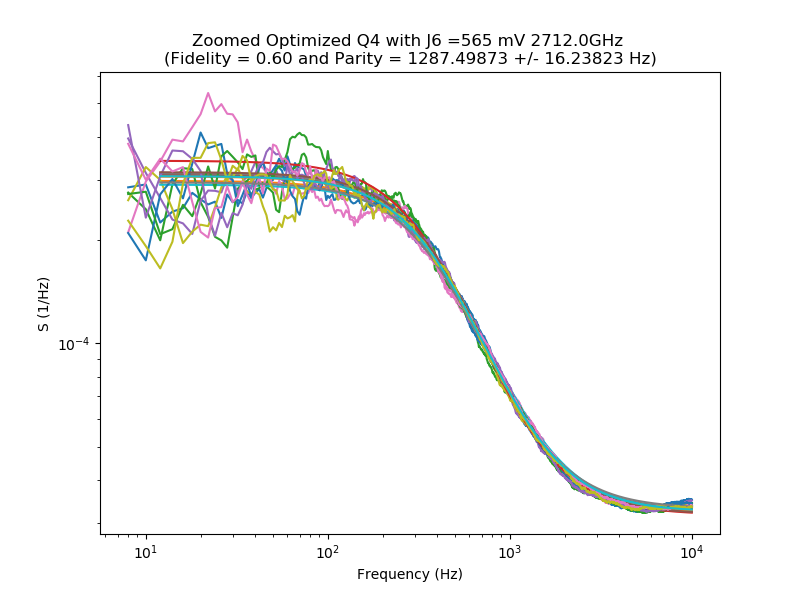 Zoomed Optimized Q4 with J6 =565 mV 2712.0GHz
(Fidelity = 0.60 and Parity = 1287.49873 +/- 16.23823 Hz)
S (1/Hz)
10⁻⁴
10¹ 10² 10³ 10⁴
Frequency (Hz)